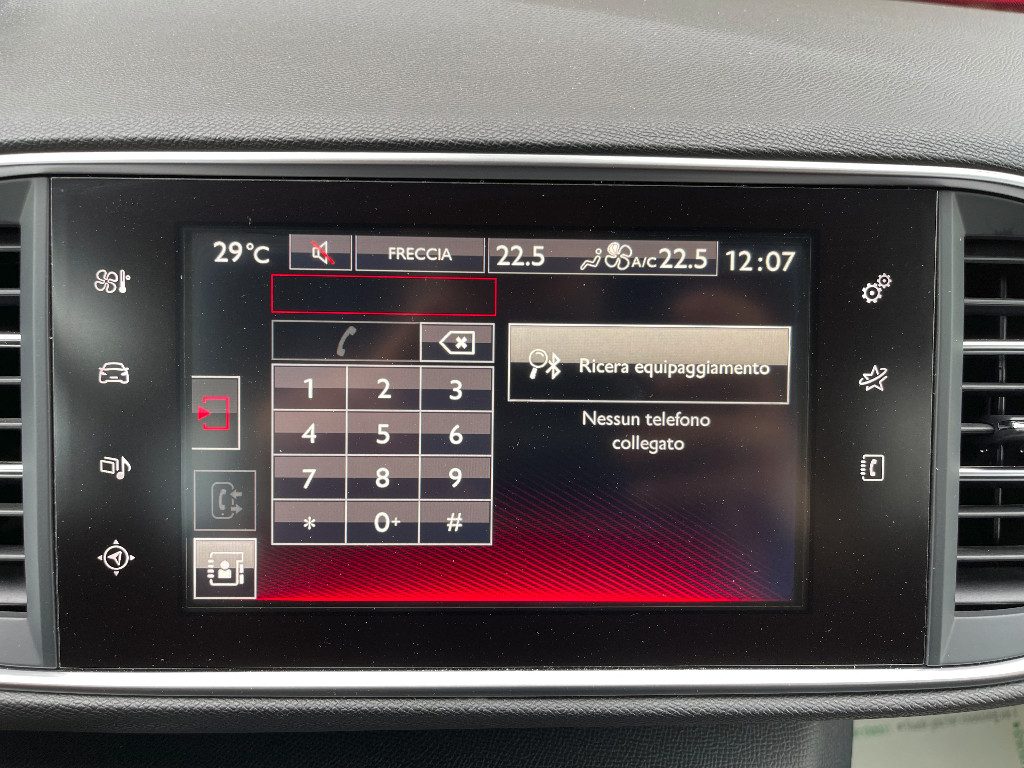 29°C
FRECCIA
22.5
A/C 22.5
12:07
Ricera equipaggiamento
Nessun telefono
collegato
1 2 3
4 5 6
7 8 9
* 0+ #